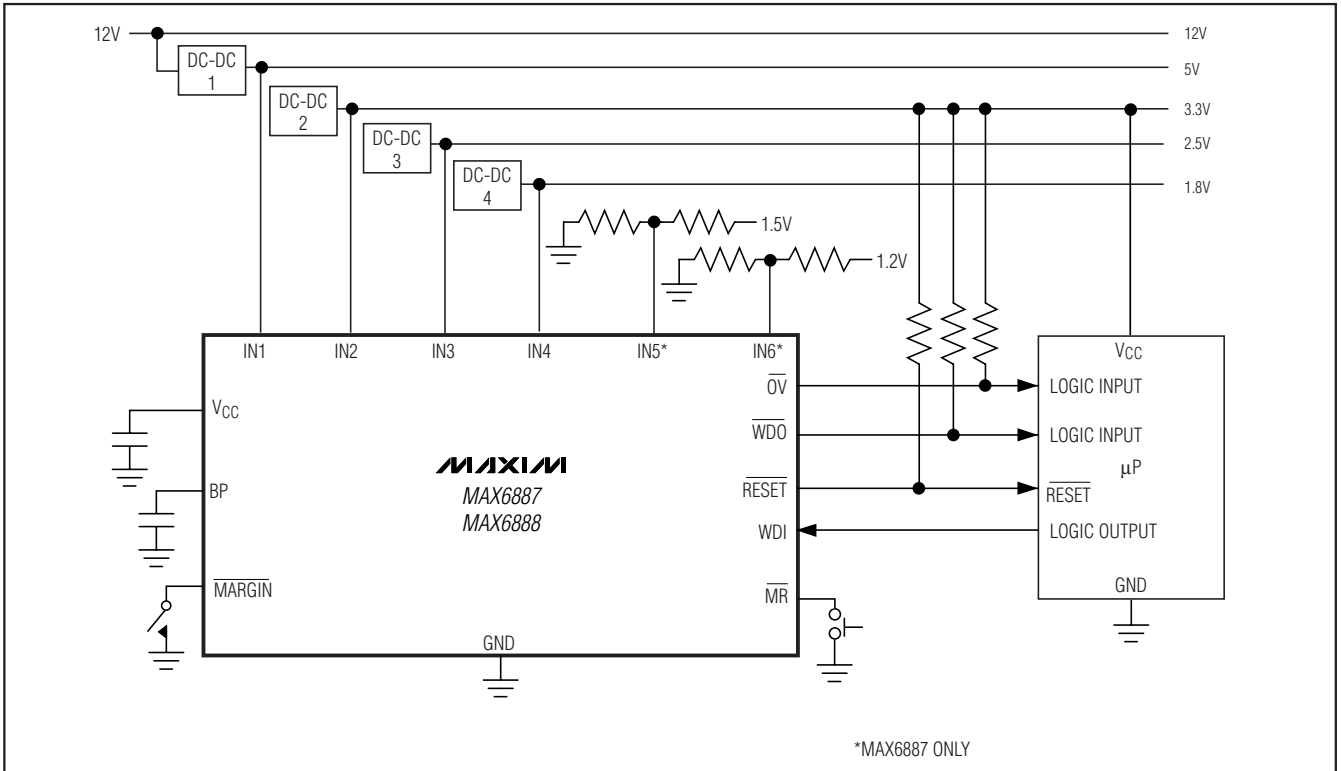 12V
12V
DC-DC
1
5V
DC-DC
2
3.3V
DC-DC
3
2.5V
DC-DC
4
1.8V
1.5V
1.2V
IN1 IN2 IN3 IN4 IN5* IN6*
VCC
BP
MARGIN
MAXIM
MAX6887
MAX6888
GND
OV
WDO
RESET
WDI
MR
VCC
LOGIC INPUT
LOGIC INPUT
μP
RESET
LOGIC OUTPUT
GND
*MAX6887 ONLY